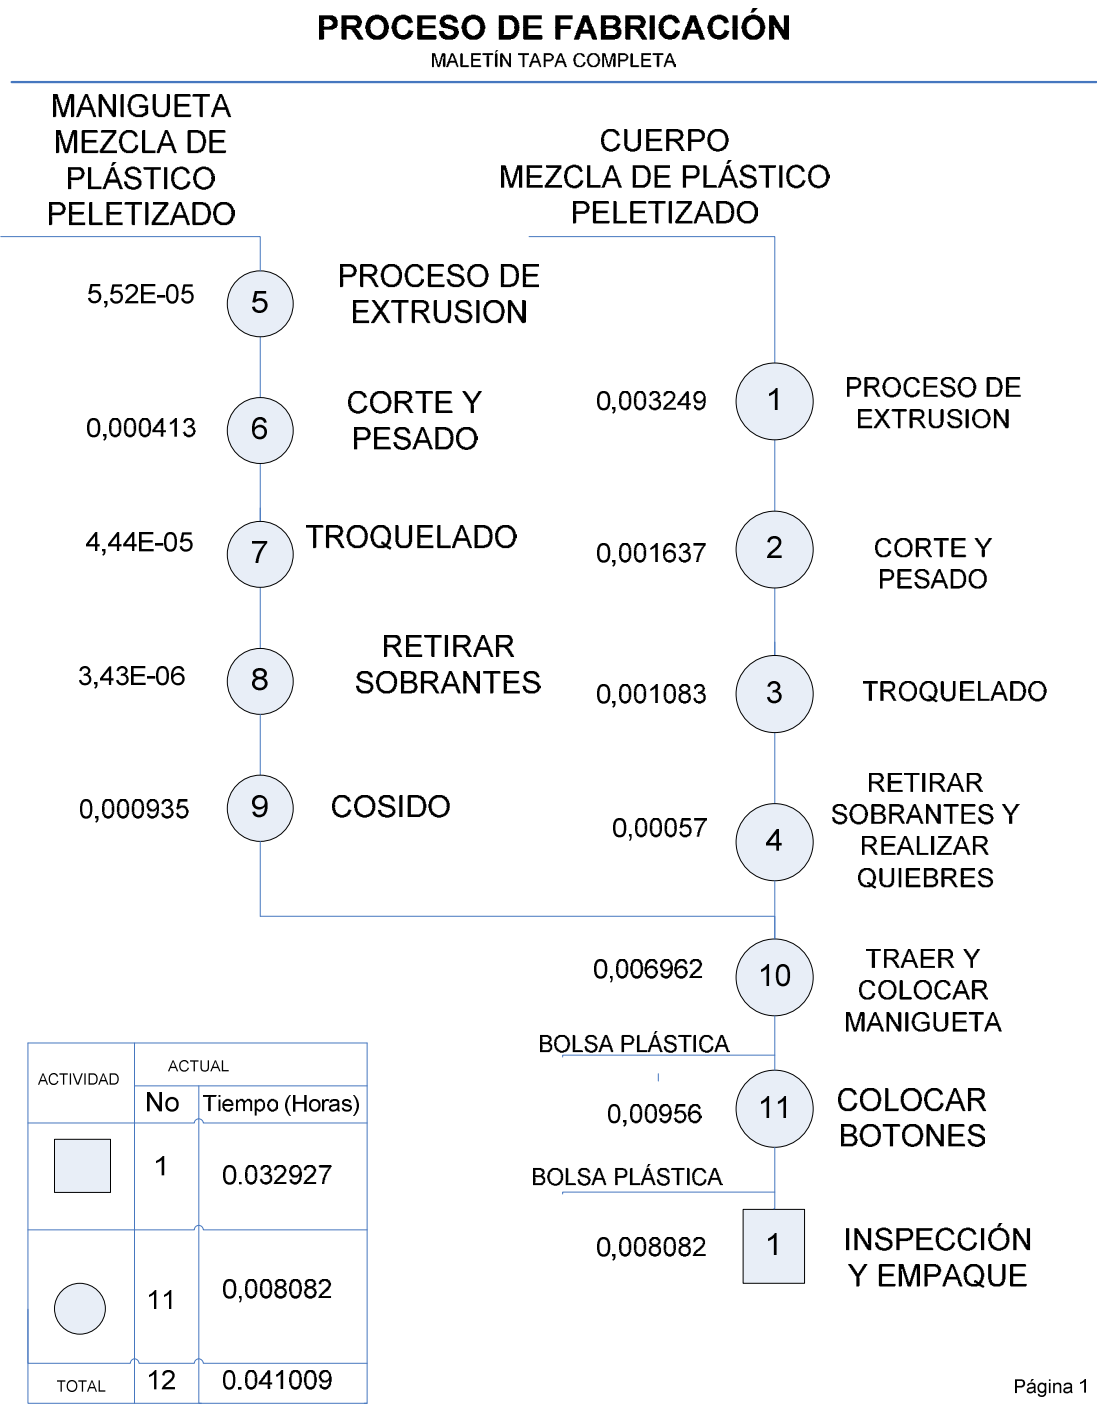 PROCESO DE FABRICACIÓN
MALETÍN TAPA COMPLETA
MANIGUETA
MEZCLA DE
PLÁSTICO
PELETIZADO
CUERPO
MEZCLA DE PLÁSTICO
PELETIZADO
5,52E-05
5
PROCESO DE
EXTRUSION
0,000413
6
CORTE Y
PESADO
4,44E-05
7
TROQUELADO
3,43E-06
8
RETIRAR
SOBRANTES
0,000935
9
COSIDO
0,003249
1
PROCESO DE
EXTRUSION
0,001637
2
CORTE Y
PESADO
0,001083
3
TROQUELADO
0,00057
4
RETIRAR
SOBRANTES Y
REALIZAR
QUIEBRES
0,006962
10
TRAER Y
COLOCAR
MANIGUETA
BOLSA PLÁSTICA
0,00956
11
COLOCAR
BOTONES
BOLSA PLÁSTICA
0,008082
1
INSPECCIÓN
Y EMPAQUE
ACTIVIDAD
ACTUAL
No
Tiempo (Horas)
1
0.032927
11
0,008082
TOTAL
12
0.041009
Página 1